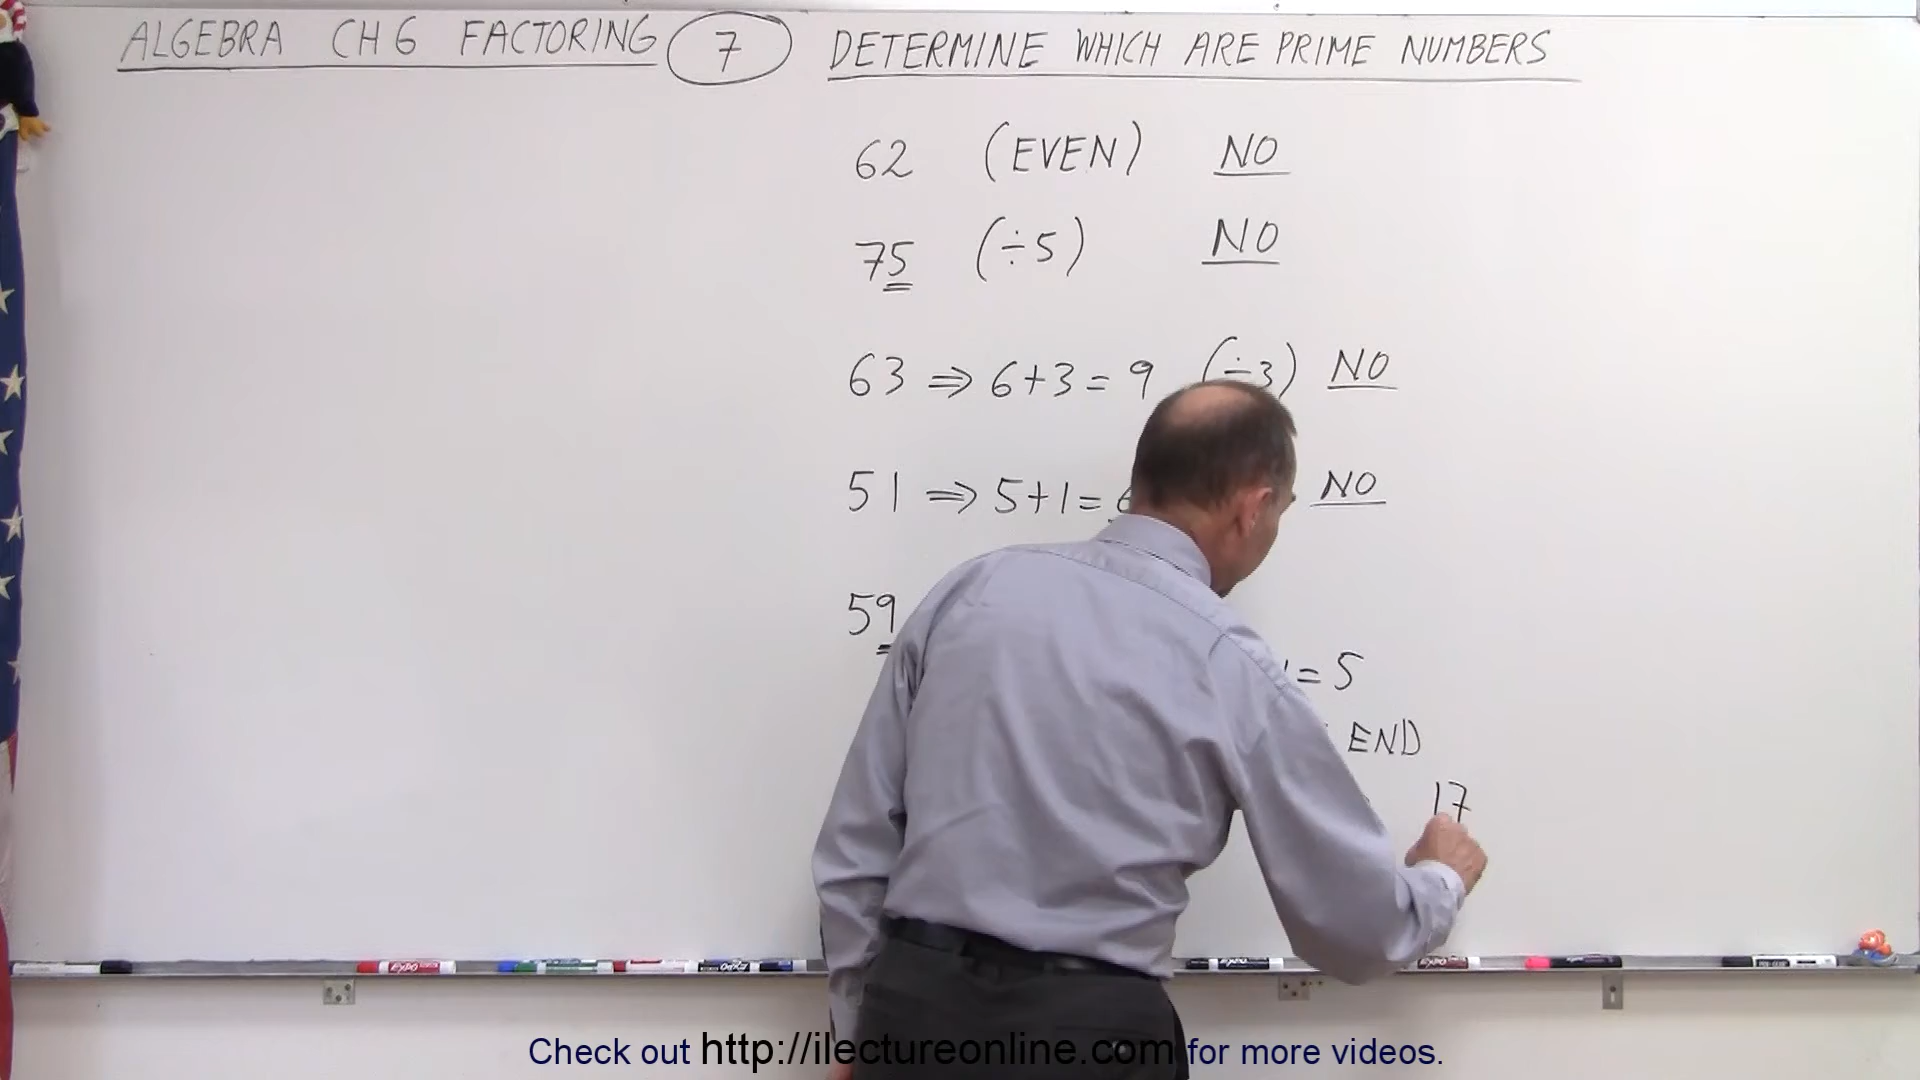 ALGEBRA CH 6 FACTORING 7 DETERMINE WHICH ARE PRIME NUMBERS
62 (EVEN) NO
75 (÷5) NO
63 ⇒ 6+3 = 9 (÷3) NO
51 ⇒ 5+1 = NO
59
= 5
END
17
EXPO
Check out http://ilectureonline.com for more videos.